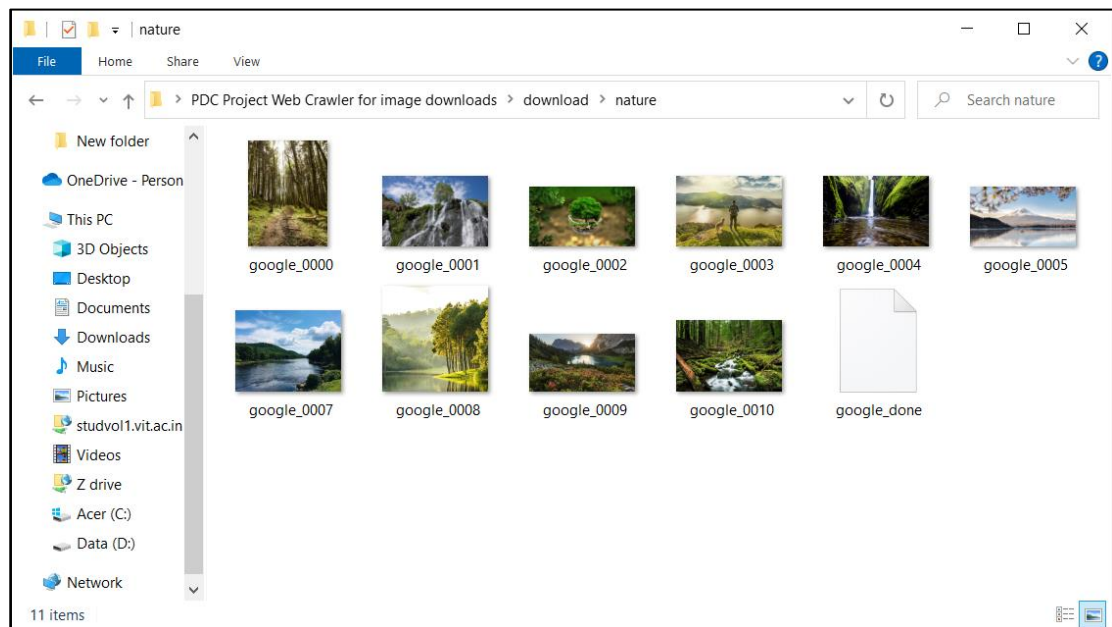 nature
File Home Share View
PDC Project Web Crawler for image downloads > download > nature
Search nature
New folder
OneDrive - Person
This PC
3D Objects
Desktop
Documents
Downloads
Music
Pictures
studvol1.vit.ac.in
Videos
Z drive
Acer (C:)
Data (D:)
Network
google_0000 google_0001 google_0002 google_0003 google_0004 google_0005
google_0007 google_0008 google_0009 google_0010 google_done
11 items